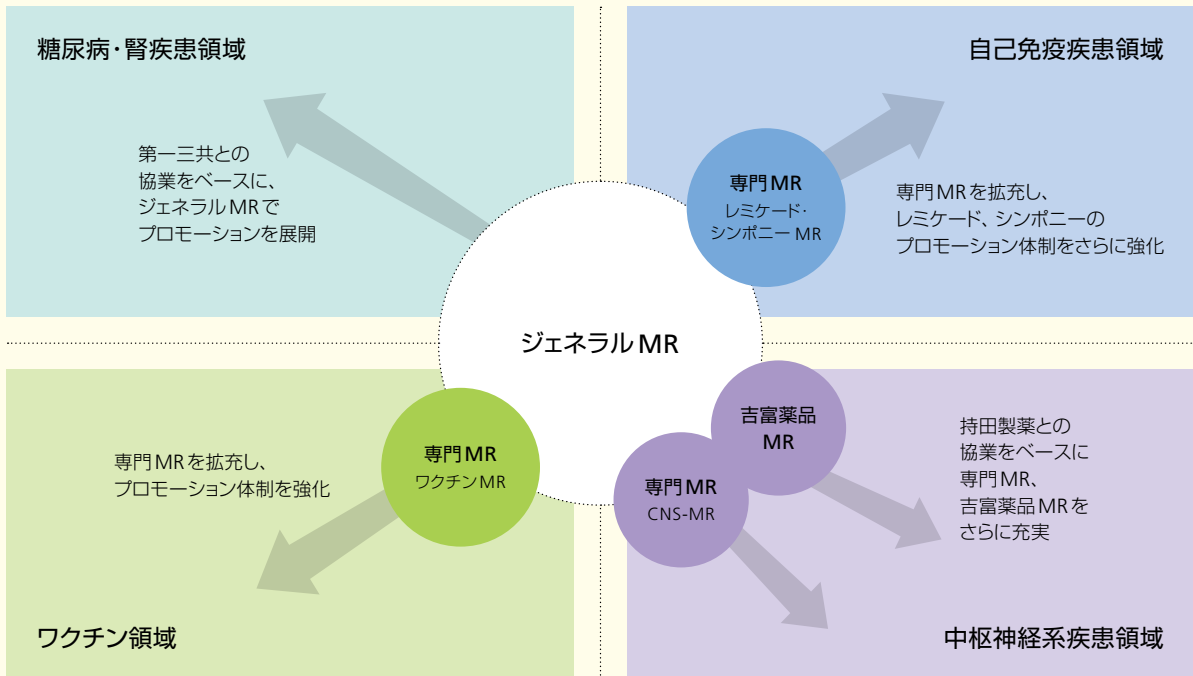 糖尿病・腎疾患領域
第一三共との
協業をベースに、
ジェネラルMRで
プロモーションを展開
自己免疫疾患領域
専門MR
レミケード・
シンポニーMR
専門MRを拡充し、
レミケード、シンポニーの
プロモーション体制をさらに強化
ジェネラルMR
専門MRを拡充し、
プロモーション体制を強化
専門MR
ワクチンMR
ワクチン領域
吉富薬品
MR
専門MR
CNS-MR
持田製薬との
協業をベースに
専門MR、
吉富薬品MRを
さらに充実
中枢神経系疾患領域